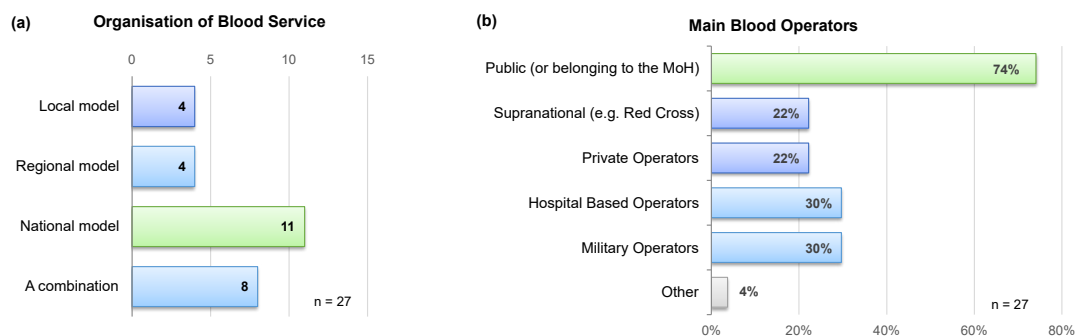 (a)
Organisation of Blood Service
0 5 10 15
Local model 4
Regional model 4
National model 11
A combination 8
n = 27
(b)
Main Blood Operators
Public (or belonging to the MoH) 74%
Supranational (e.g. Red Cross) 22%
Private Operators 22%
Hospital Based Operators 30%
Military Operators 30%
Other 4%
n = 27
0% 20% 40% 60% 80%